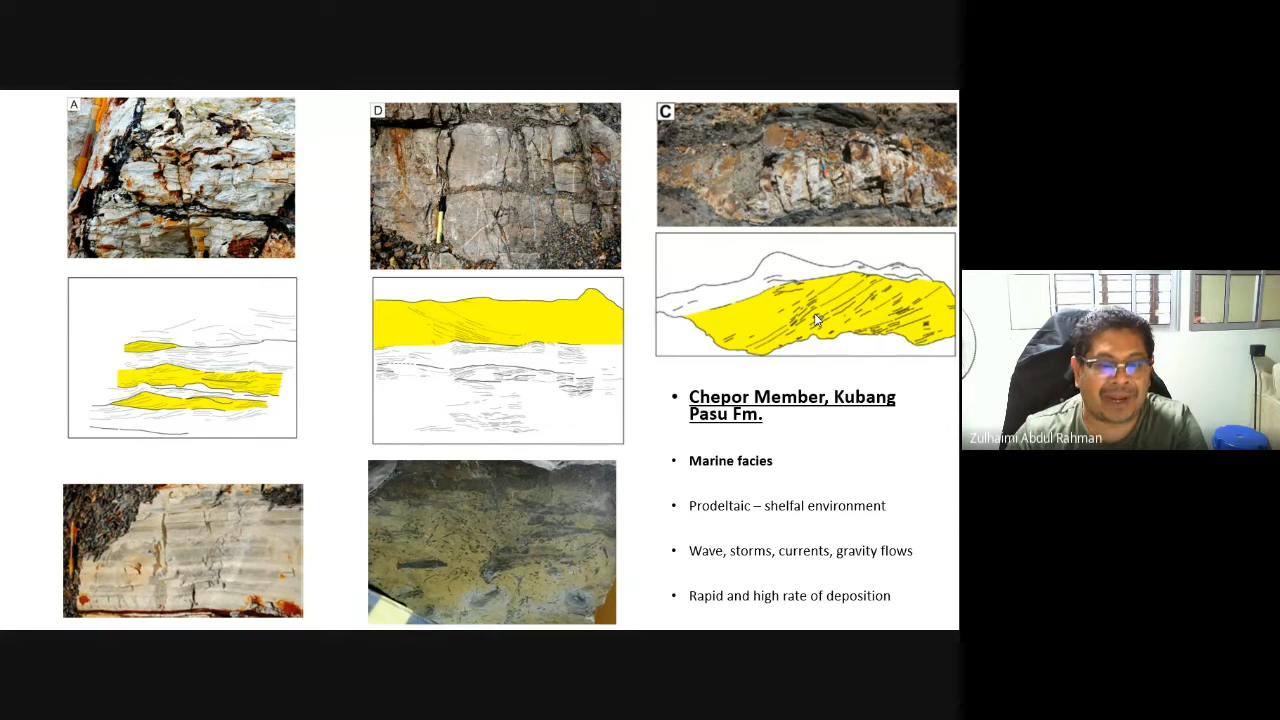 A
D
C
• Chepor Member, Kubang
Pasu Fm.
• Marine facies
• Prodeltaic – shelfal environment
• Wave, storms, currents, gravity flows
• Rapid and high rate of deposition
Zulhaimi Abdul Rahman